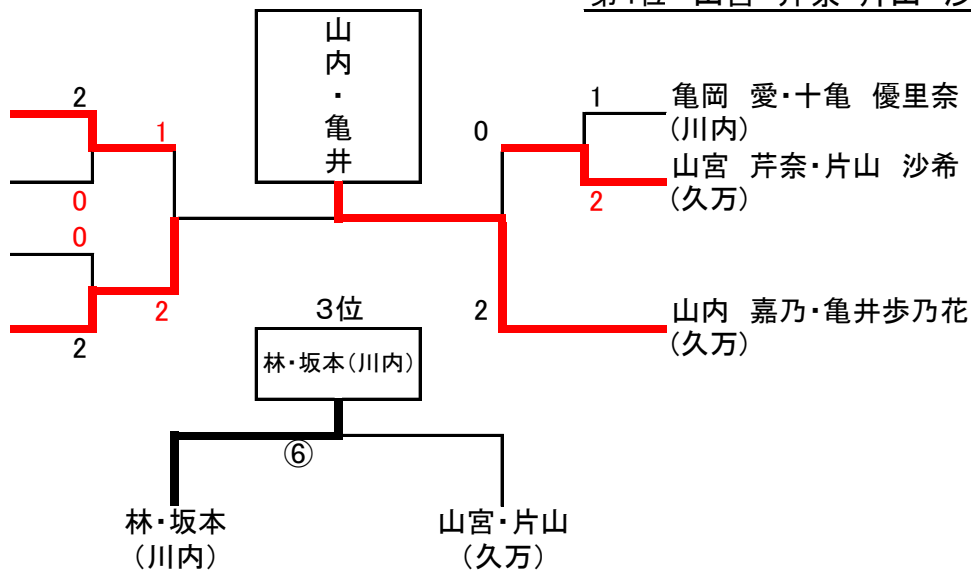 山内・亀井
2
1
0
0
2
2
0
1
2
2
亀岡 愛・十亀 優里奈
(川内)
山宮 芹奈・片山 沙希
(久万)
山内 嘉乃・亀井歩乃花
(久万)
3位
林・坂本(川内)
⑥
林・坂本
(川内)
山宮・片山
(久万)